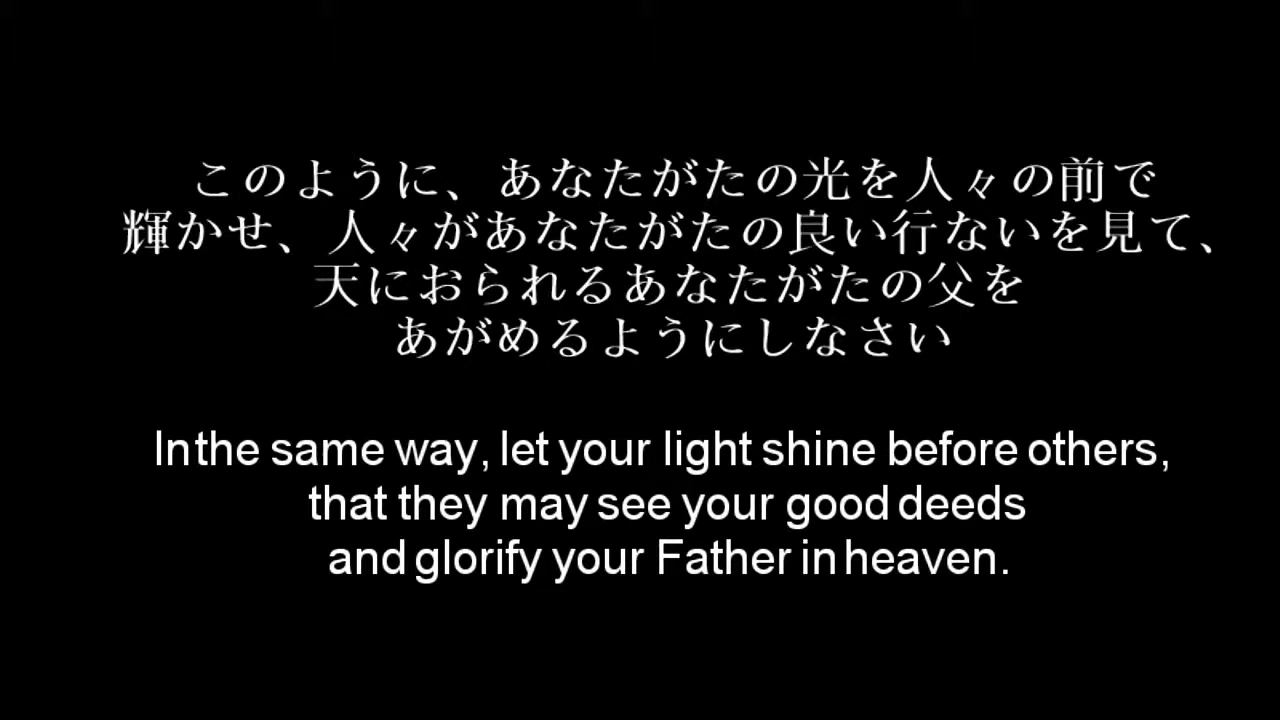 このように、あなたがたの光を人々の前で
輝かせ、人々があなたがたの良い行ないを見て、
天におられるあなたがたの父を
あがめるようにしなさい
In the same way, let your light shine before others,
that they may see your good deeds
and glorify your Father in heaven.